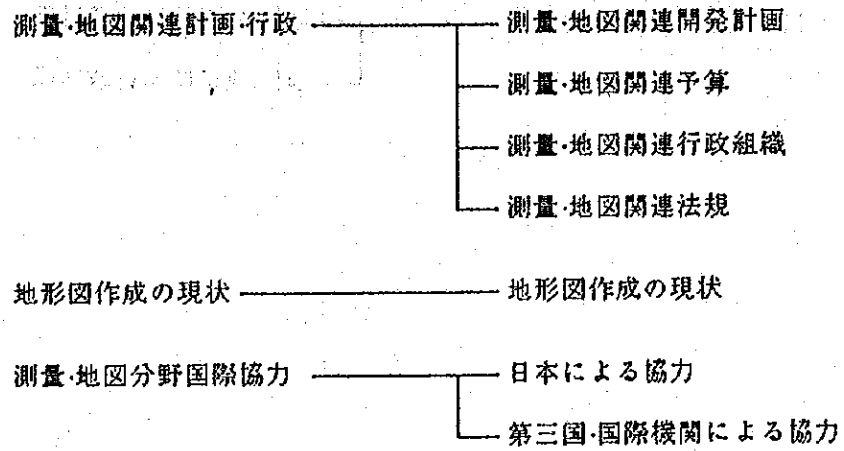 測量・地図関連計画・行政
測量・地図関連開発計画
測量・地図関連予算
測量・地図関連行政組織
測量・地図関連法規
地形図作成の現状
地形図作成の現状
測量・地図分野国際協力
日本による協力
第三国・国際機関による協力